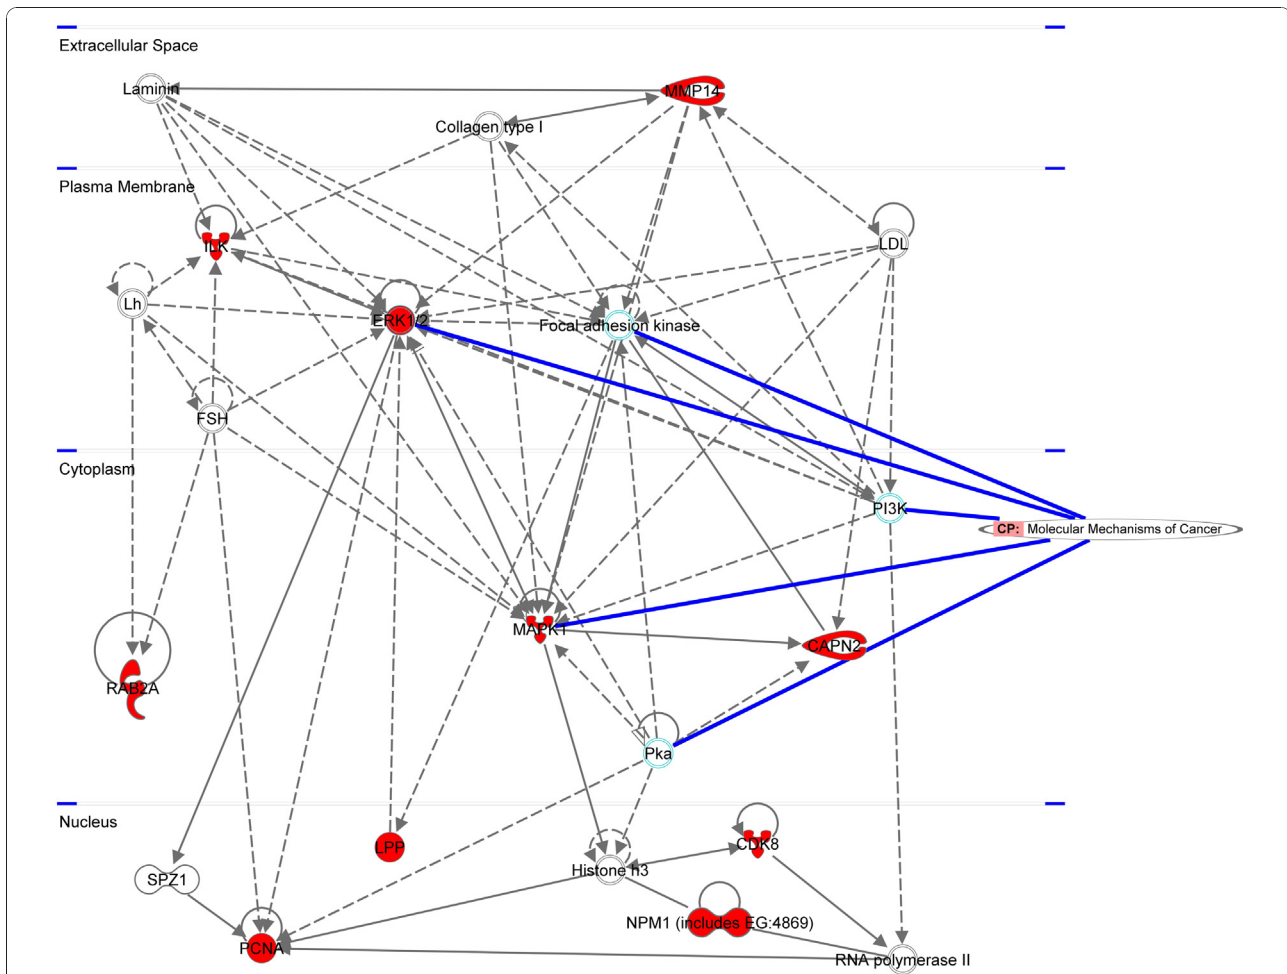 Extracellular Space
Laminin
MMP14
Collagen type I
Plasma Membrane
ILK
LDL
Lh
ERK1/2
Focal adhesion kinase
FSH
Cytoplasm
PI3K
CP: Molecular Mechanisms of Cancer
MAPK1
CAPN2
RAB2A
Pka
Nucleus
LPP
CDK8
SPZ1
Histone h3
NPM1 (includes EG:4869)
PCNA
RNA polymerase II